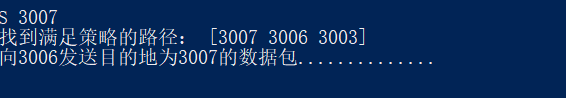 S 3007
找到满足策略的路径： [3007 3006 3003]
向3006发送目的地为3007的数据包..............